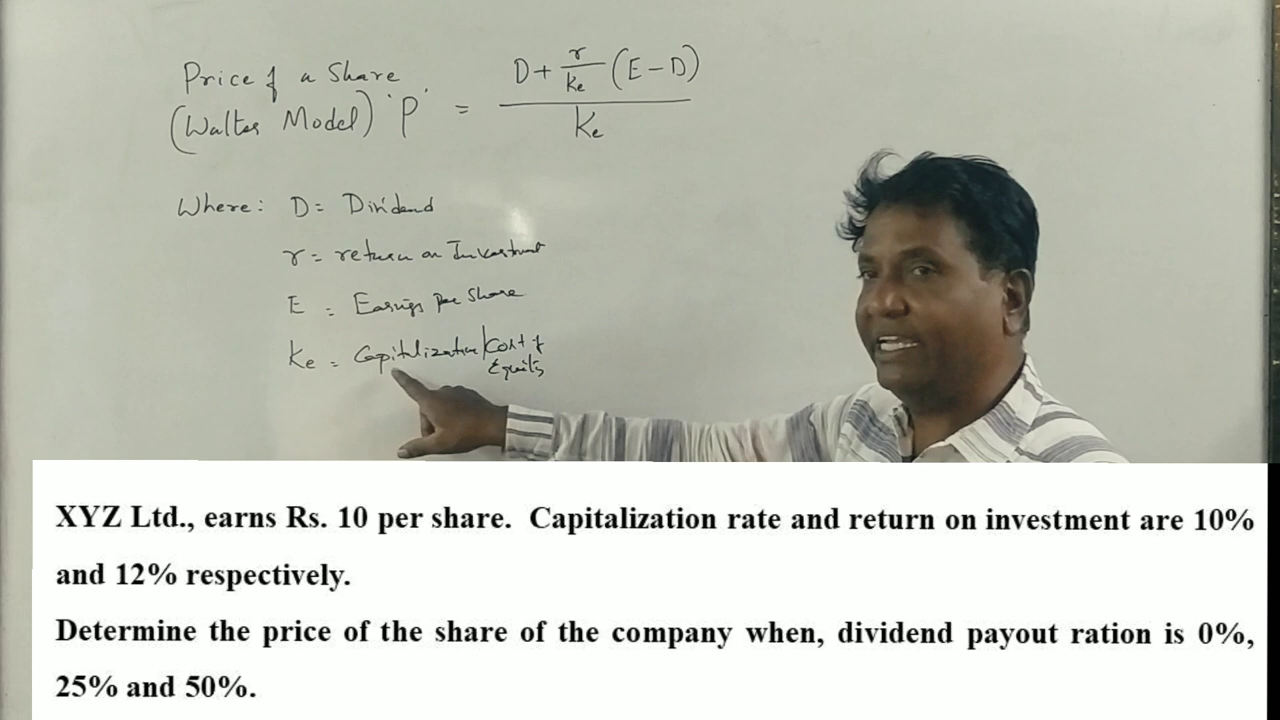 Price of a Share
(Walter Model) 'P' = D + r/Ke (E - D) / Ke
Where: D = Dividend
r = return on Investment
E = Earnings per Share
Ke = Capitalization/Cost of
Equity
XYZ Ltd., earns Rs. 10 per share. Capitalization rate and return on investment are 10%
and 12% respectively.
Determine the price of the share of the company when, dividend payout ration is 0%,
25% and 50%.